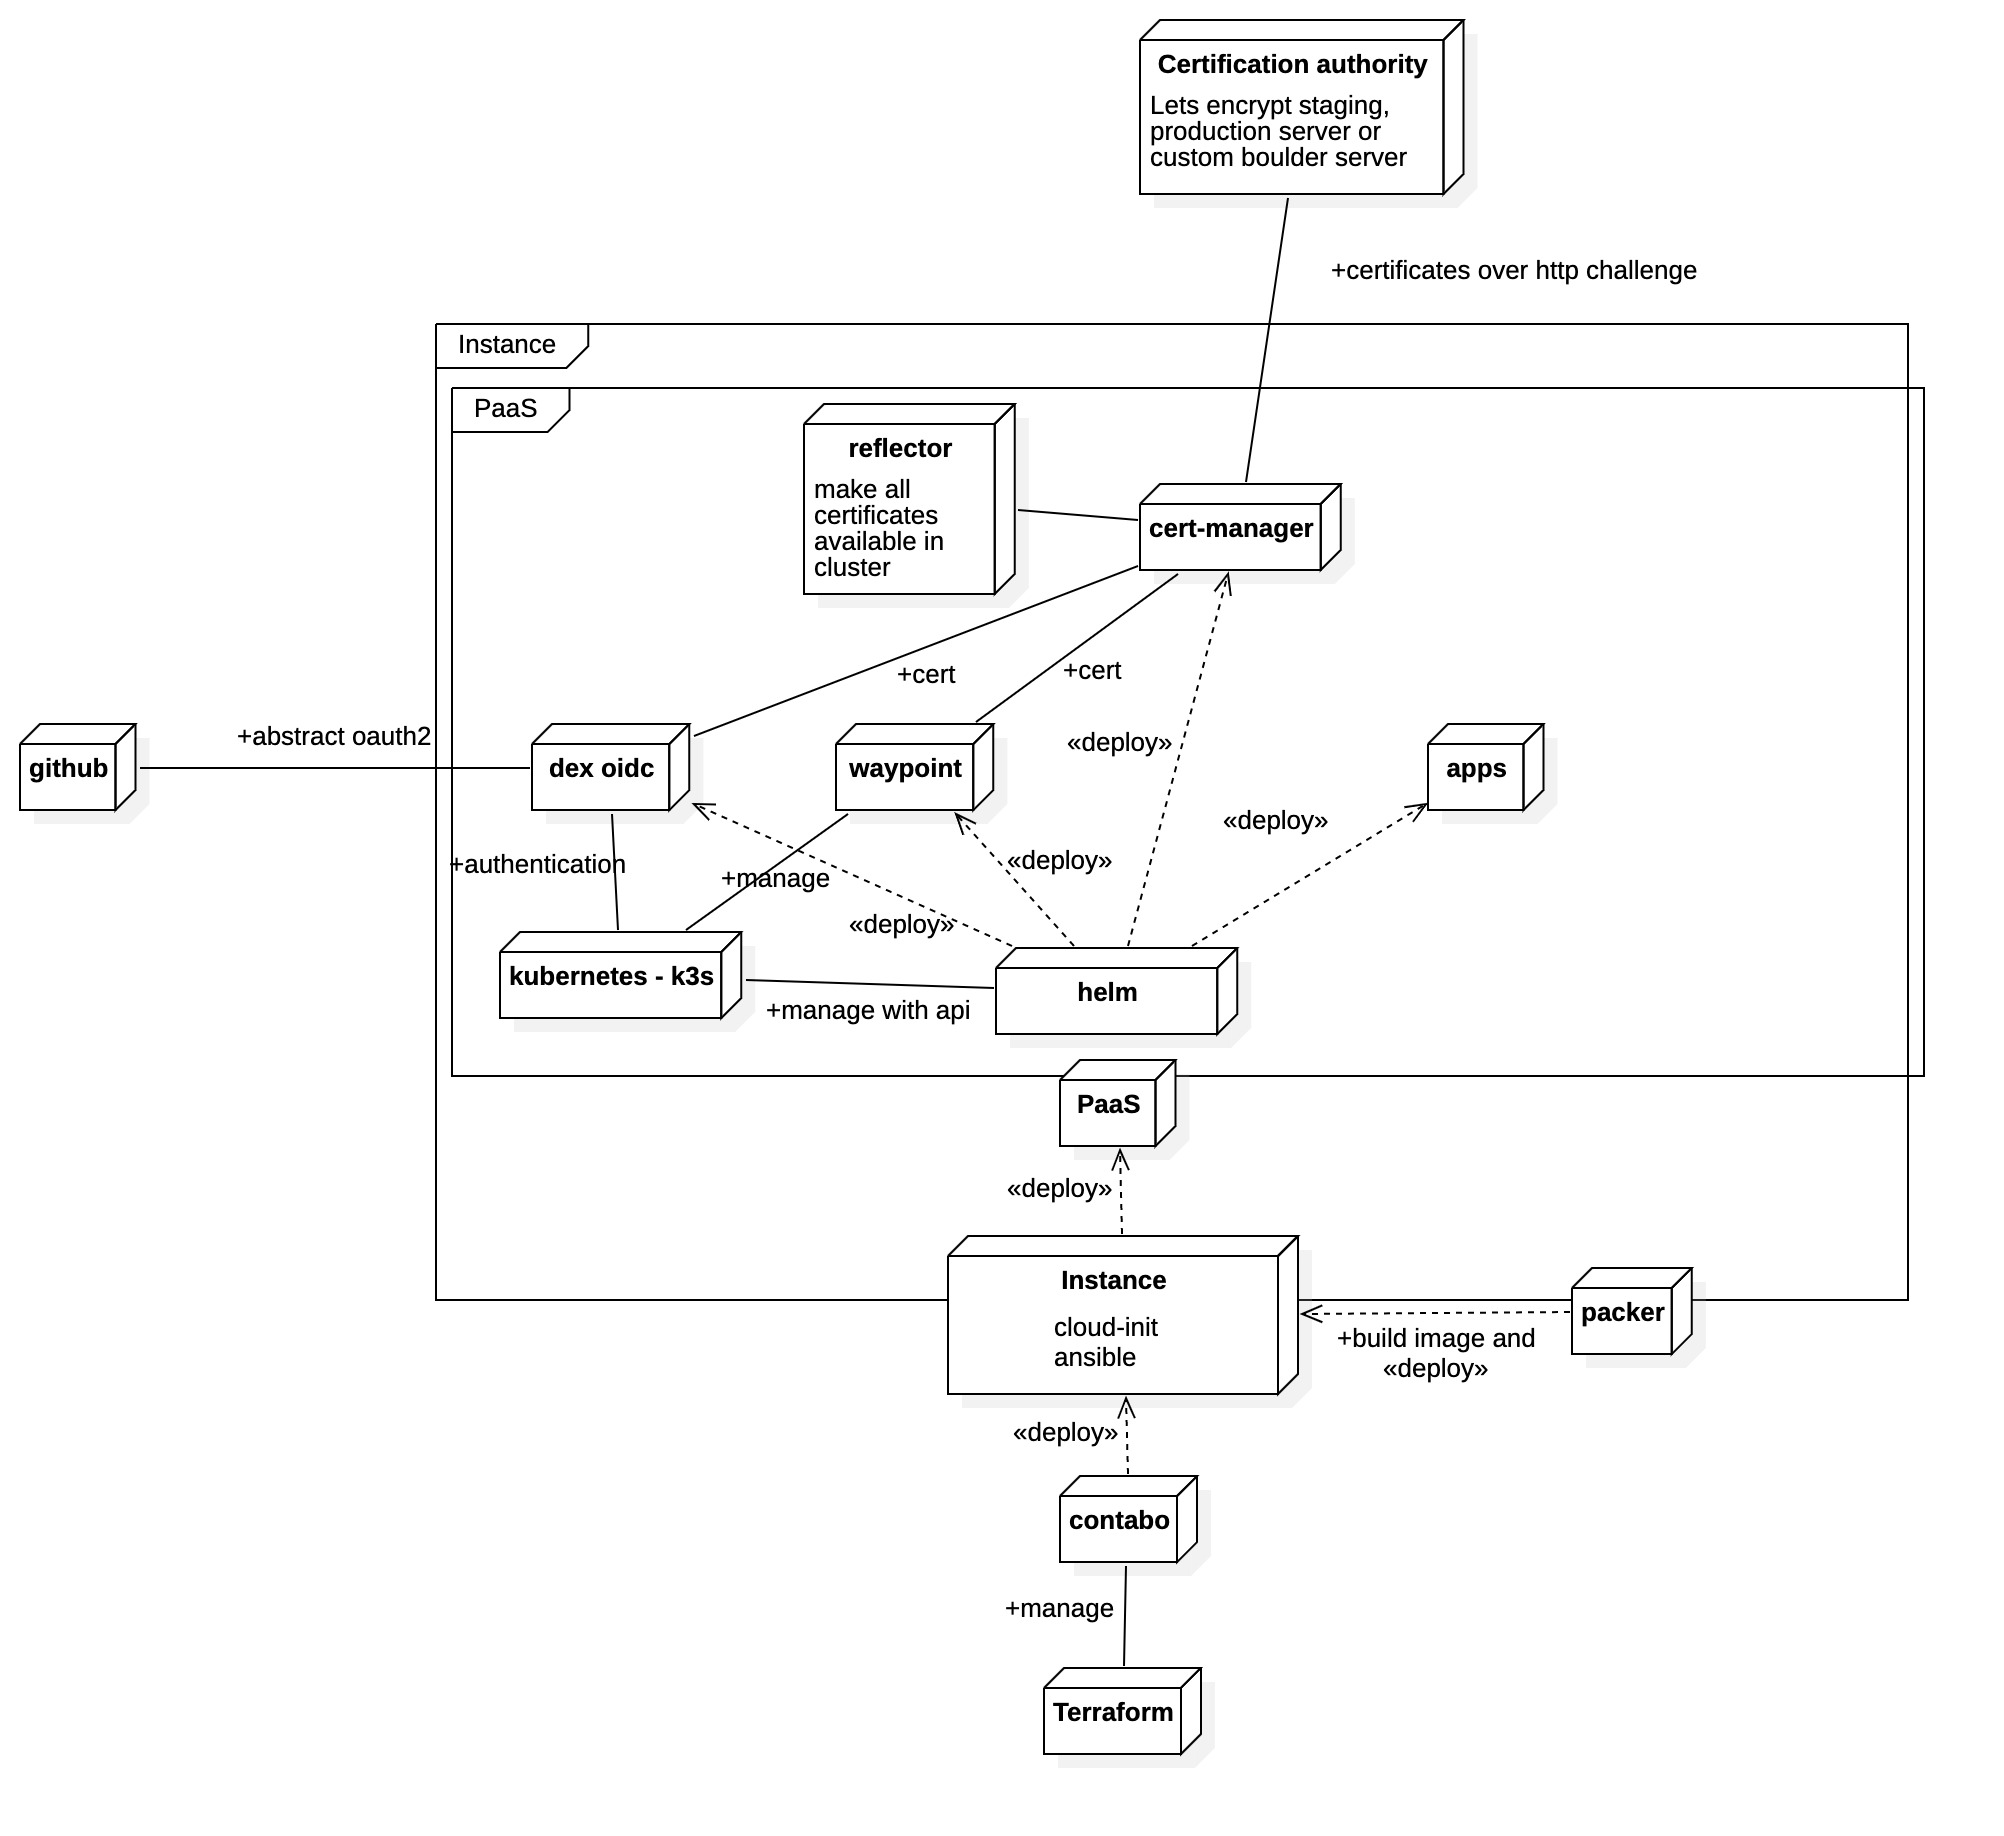 Certification authority
Lets encrypt staging,
production server or
custom boulder server
+certificates over http challenge
Instance
PaaS
reflector
make all
certificates
available in
cluster
cert-manager
+cert
+cert
+abstract oauth2
«deploy»
github
dex oidc
waypoint
apps
«deploy»
+authentication
+manage
«deploy»
«deploy»
kubernetes - k3s
helm
+manage with api
PaaS
«deploy»
Instance
cloud-init
ansible
packer
+build image and
«deploy»
«deploy»
contabo
+manage
Terraform